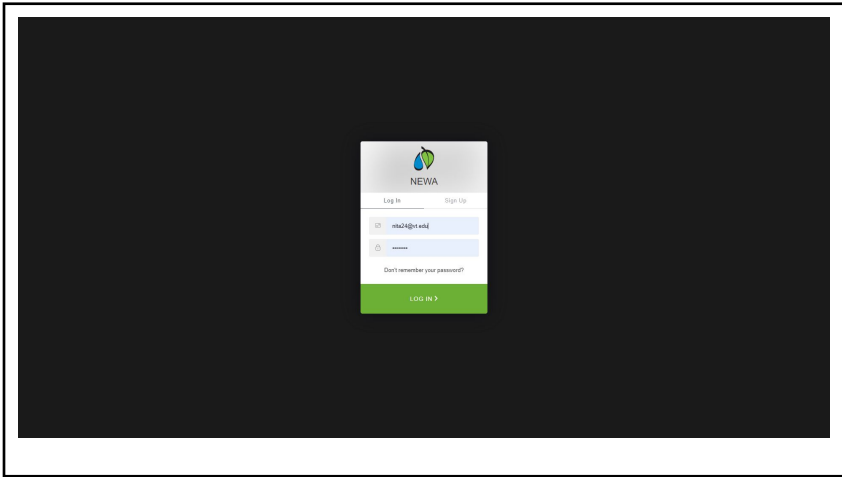 NEWA
Log In Sign Up
nita24@vt.edu
••••••••
Don't remember your password?
LOG IN >